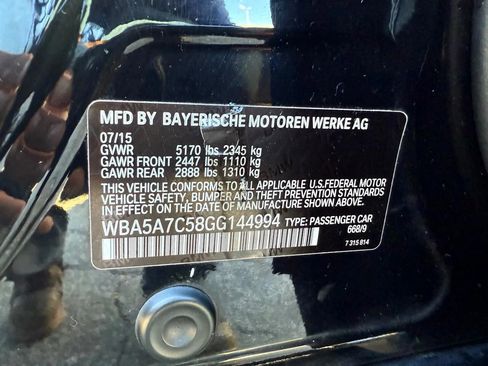 MFD BY BAYERISCHE MOTOREN WERKE AG
07/15
GVWR 5170 lbs 2345 kg
GAWR FRONT 2447 lbs 1110 kg
GAWR REAR 2888 lbs 1310 kg
THIS VEHICLE CONFORMS TO ALL APPLICABLE U.S.FEDERAL MOTOR
VEHICLE SAFETY, BUMPER, AND THEFT PREVENTION STANDARDS
IN EFFECT ON THE DATE OF MANUFACTURE SHOWN ABOVE.
WBA5A7C58GG144994 TYPE: PASSENGER CAR
668/9
7 315 814